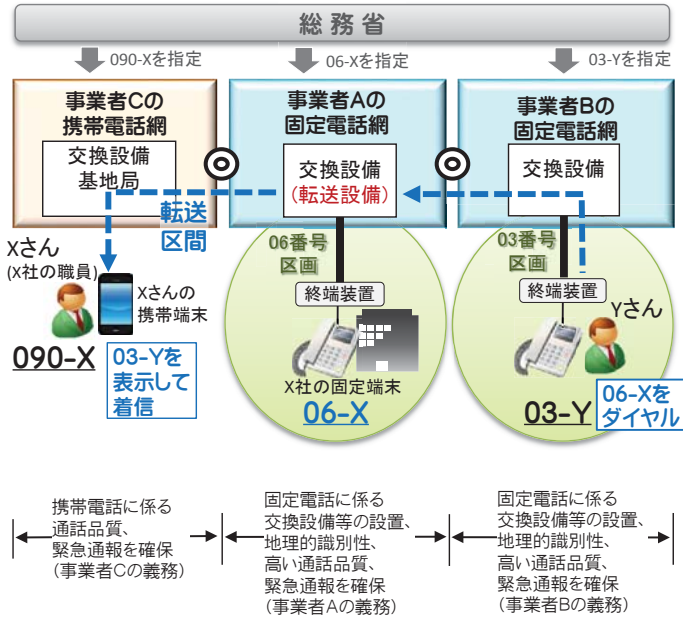 総務省
090-Xを指定
06-Xを指定
03-Yを指定
事業者Cの
携帯電話網
交換設備
基地局
事業者Aの
固定電話網
交換設備
(転送設備)
事業者Bの
固定電話網
交換設備
転送
区間
06番号
区画
03番号
区画
終端装置
終端装置
Xさん
(X社の職員)
Xさんの
携帯端末
090-X
03-Yを
表示して
着信
X社の固定端末
06-X
Yさん
03-Y
06-Xを
ダイヤル
携帯電話に係る
通話品質、
緊急通報を確保
(事業者Cの義務)
固定電話に係る
交換設備等の設置、
地理的識別性、
高い通話品質、
緊急通報を確保
(事業者Aの義務)
固定電話に係る
交換設備等の設置、
地理的識別性、
高い通話品質、
緊急通報を確保
(事業者Bの義務)